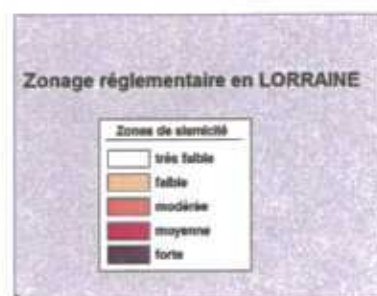 Zonage réglementaire en LORRAINE
Zones de sismicité
très faible
faible
modérée
moyenne
forte